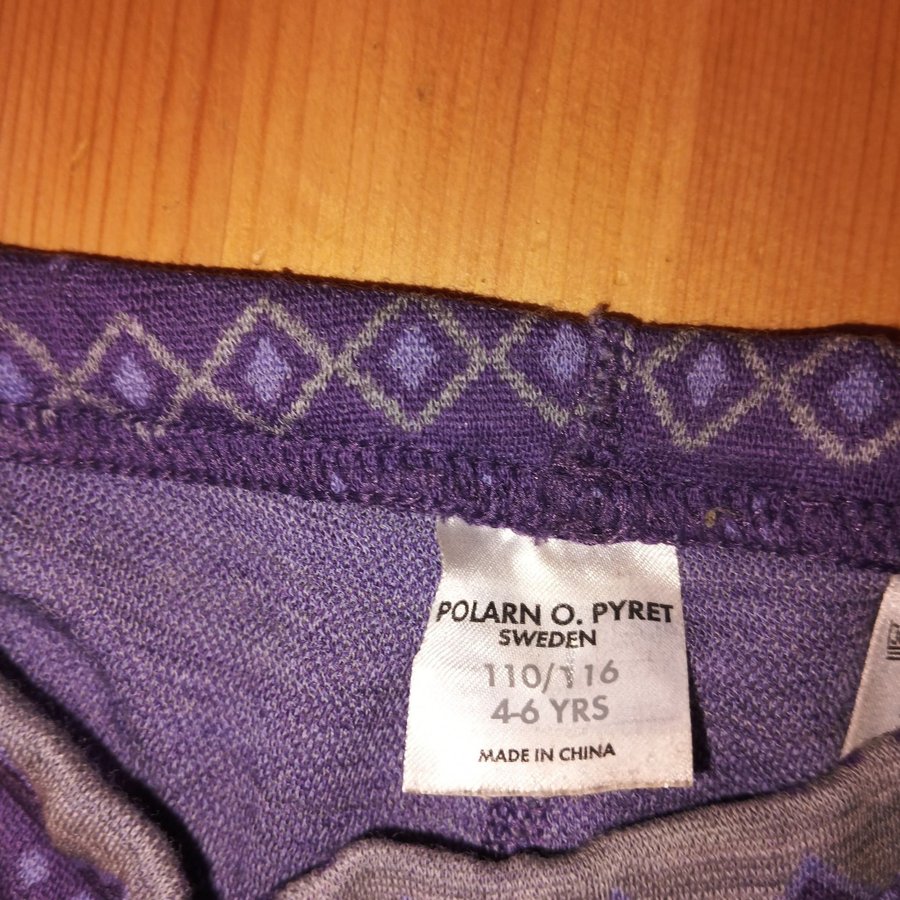 POLARN O. PYRET
SWEDEN
110/116
4-6 YRS
MADE IN CHINA